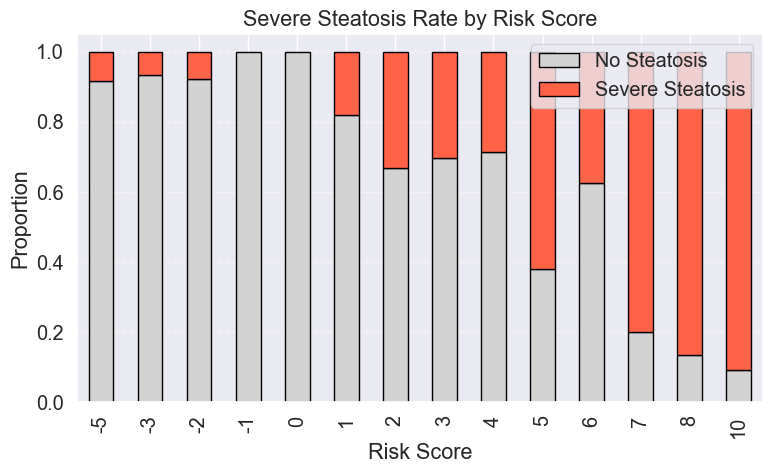 Severe Steatosis Rate by Risk Score
1.0
0.8
0.6
0.4
0.2
0.0
Proportion
No Steatosis
Severe Steatosis
-5 -3 -2 -1 0 1 2 3 4 5 6 7 8 10
Risk Score